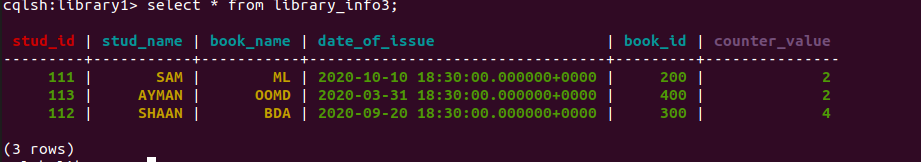 cqlsh:library1> select * from library_info3;
stud_id | stud_name | book_name | date_of_issue | book_id | counter_value
---------+-----------+-----------+---------------------------------+---------+---------------
111 | SAM | ML | 2020-10-10 18:30:00.000000+0000 | 200 | 2
113 | AYMAN | OOMD | 2020-03-31 18:30:00.000000+0000 | 400 | 2
112 | SHAAN | BDA | 2020-09-20 18:30:00.000000+0000 | 300 | 4
(3 rows)